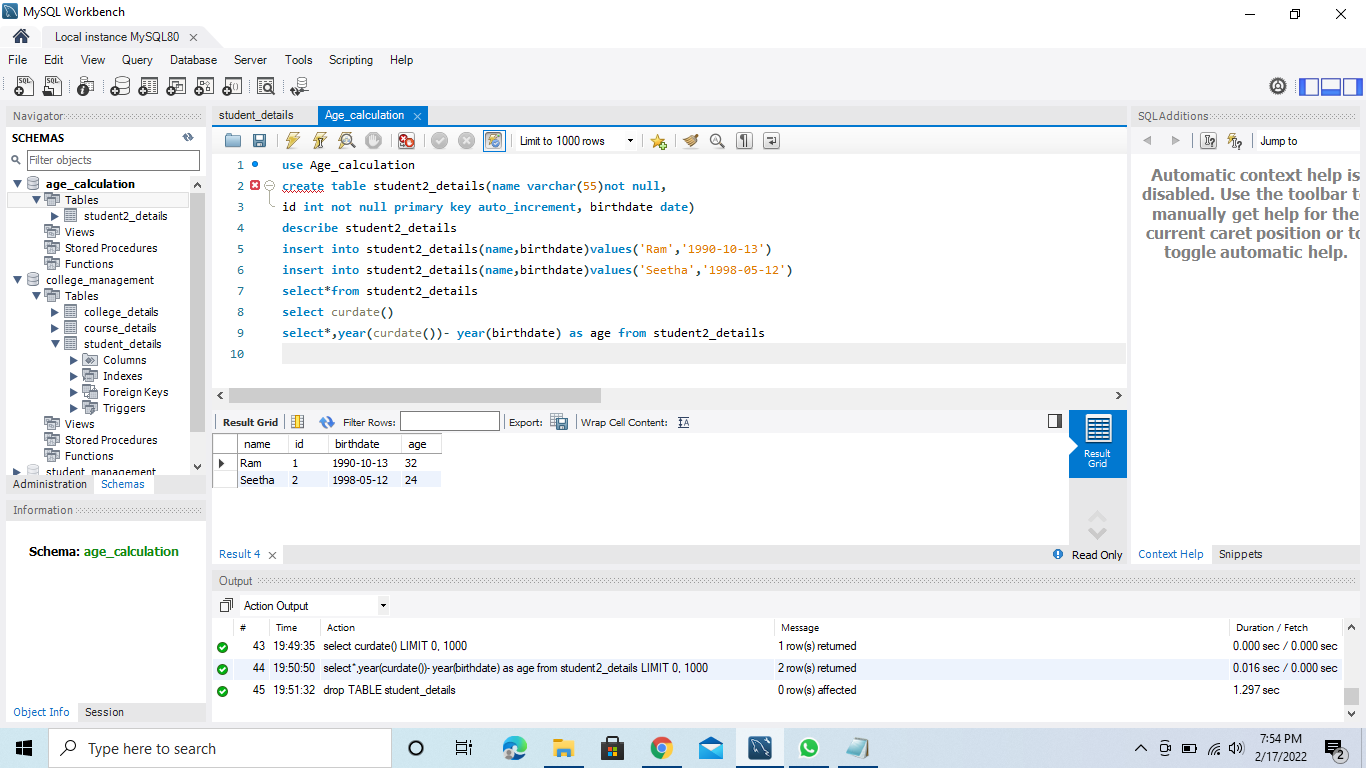 MySQL Workbench
Local instance MySQL80
File Edit View Query Database Server Tools Scripting Help
Navigator
SCHEMAS
Filter objects
age_calculation
Tables
student2_details
Views
Stored Procedures
Functions
college_management
Tables
college_details
course_details
student_details
Columns
Indexes
Foreign Keys
Triggers
Views
Stored Procedures
Functions
student_management
Administration Schemas
Information
Schema: age_calculation
Object Info Session
student_details Age_calculation
Limit to 1000 rows
1 use Age_calculation
2 create table student2_details(name varchar(55)not null,
3 id int not null primary key auto_increment, birthdate date)
4 describe student2_details
5 insert into student2_details(name,birthdate)values('Ram','1990-10-13')
6 insert into student2_details(name,birthdate)values('Seetha','1998-05-12')
7 select*from student2_details
8 select curdate()
9 select*,year(curdate())- year(birthdate) as age from student2_details
10
Result Grid Filter Rows: Export: Wrap Cell Content:
name id birthdate age
Ram 1 1990-10-13 32
Seetha 2 1998-05-12 24
Result Grid
Result 4 Read Only
Output
Action Output
# Time Action Message Duration / Fetch
43 19:49:35 select curdate() LIMIT 0, 1000 1 row(s) returned 0.000 sec / 0.000 sec
44 19:50:50 select*,year(curdate())- year(birthdate) as age from student2_details LIMIT 0, 1000 2 row(s) returned 0.016 sec / 0.000 sec
45 19:51:32 drop TABLE student_details 0 row(s) affected 1.297 sec
SQLAdditions
Jump to
Automatic context help is
disabled. Use the toolbar t
manually get help for the
current caret position or to
toggle automatic help.
Context Help Snippets
Type here to search
7:54 PM
2/17/2022
2